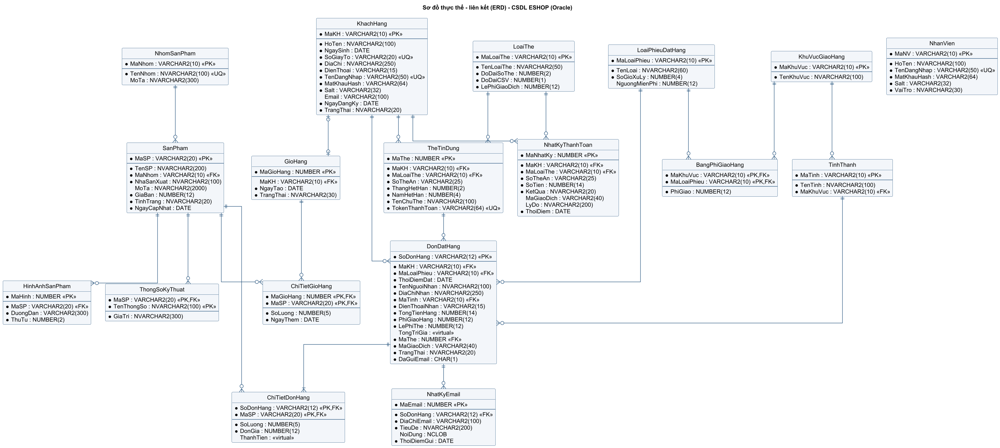 Sơ đồ thực thể - liên kết (ERD) - CSDL ESHOP (Oracle)
KhachHang
MaKH : VARCHAR2(10) «PK»
HoTen : NVARCHAR2(100)
NgaySinh : DATE
SoGiayTo : VARCHAR2(20) «UQ»
DiaChi : NVARCHAR2(250)
DienThoai : VARCHAR2(15)
TenDangNhap : VARCHAR2(50) «UQ»
MatKhauHash : VARCHAR2(64)
Salt : VARCHAR2(32)
Email : VARCHAR2(100)
NgayDangKy : DATE
TrangThai : NVARCHAR2(20)
NhomSanPham
MaNhom : VARCHAR2(10) «PK»
TenNhom : NVARCHAR2(100) «UQ»
MoTa : NVARCHAR2(300)
LoaiThe
MaLoaiThe : VARCHAR2(10) «PK»
TenLoaiThe : NVARCHAR2(50)
DoDaiSoThe : NUMBER(2)
DoDaiCSV : NUMBER(1)
LePhiGiaoDich : NUMBER(12)
LoaiPhieuDatHang
MaLoaiPhieu : VARCHAR2(10) «PK»
TenLoai : NVARCHAR2(60)
SoGioXuLy : NUMBER(4)
NguongMienPhi : NUMBER(12)
KhuVucGiaoHang
MaKhuVuc : VARCHAR2(10) «PK»
TenKhuVuc : NVARCHAR2(100)
NhanVien
MaNV : VARCHAR2(10) «PK»
HoTen : NVARCHAR2(100)
TenDangNhap : VARCHAR2(50) «UQ»
MatKhauHash : VARCHAR2(64)
Salt : VARCHAR2(32)
VaiTro : NVARCHAR2(30)
SanPham
MaSP : VARCHAR2(20) «PK»
TenSP : NVARCHAR2(200)
MaNhom : VARCHAR2(10) «FK»
NhaSanXuat : NVARCHAR2(100)
MoTa : NVARCHAR2(2000)
GiaBan : NUMBER(12)
TinhTrang : NVARCHAR2(20)
NgayCapNhat : DATE
GioHang
MaGioHang : NUMBER «PK»
MaKH : VARCHAR2(10) «FK»
NgayTao : DATE
TrangThai : NVARCHAR2(30)
TheTinDung
MaThe : NUMBER «PK»
MaKH : VARCHAR2(10) «FK»
MaLoaiThe : VARCHAR2(10) «FK»
SoTheAn : VARCHAR2(25)
ThangHetHan : NUMBER(2)
NamHetHan : NUMBER(4)
TenChuThe : NVARCHAR2(100)
TokenThanhToan : VARCHAR2(64) «UQ»
NhatKyThanhToan
MaNhatKy : NUMBER «PK»
MaKH : VARCHAR2(10) «FK»
MaLoaiThe : VARCHAR2(10) «FK»
SoTheAn : VARCHAR2(25)
SoTien : NUMBER(14)
KetQua : NVARCHAR2(20)
MaGiaoDich : VARCHAR2(40)
LyDo : NVARCHAR2(200)
ThoiDiem : DATE
BangPhiGiaoHang
MaKhuVuc : VARCHAR2(10) «PK,FK»
MaLoaiPhieu : VARCHAR2(10) «PK,FK»
PhiGiao : NUMBER(12)
TinhThanh
MaTinh : VARCHAR2(10) «PK»
TenTinh : NVARCHAR2(100)
MaKhuVuc : VARCHAR2(10) «FK»
HinhAnhSanPham
MaHinh : NUMBER «PK»
MaSP : VARCHAR2(20) «FK»
DuongDan : VARCHAR2(300)
ThuTu : NUMBER(2)
ThongSoKyThuat
MaSP : VARCHAR2(20) «PK,FK»
TenThongSo : NVARCHAR2(100) «PK»
GiaTri : NVARCHAR2(300)
ChiTietGioHang
MaGioHang : NUMBER «PK,FK»
MaSP : VARCHAR2(20) «PK,FK»
SoLuong : NUMBER(5)
NgayThem : DATE
DonDatHang
SoDonHang : VARCHAR2(12) «PK»
MaKH : VARCHAR2(10) «FK»
MaLoaiPhieu : VARCHAR2(10) «FK»
ThoiDiemDat : DATE
TenNguoiNhan : NVARCHAR2(100)
DiaChiNhan : NVARCHAR2(250)
MaTinh : VARCHAR2(10) «FK»
DienThoaiNhan : VARCHAR2(15)
TongTienHang : NUMBER(14)
PhiGiaoHang : NUMBER(12)
LePhiThe : NUMBER(12)
TongTriGia : «virtual»
MaThe : NUMBER «FK»
MaGiaoDich : VARCHAR2(40)
TrangThai : NVARCHAR2(20)
DaGuiEmail : CHAR(1)
ChiTietDonHang
SoDonHang : VARCHAR2(12) «PK,FK»
MaSP : VARCHAR2(20) «PK,FK»
SoLuong : NUMBER(5)
DonGia : NUMBER(12)
ThanhTien : «virtual»
NhatKyEmail
MaEmail : NUMBER «PK»
SoDonHang : VARCHAR2(12) «FK»
DiaChiEmail : VARCHAR2(100)
TieuDe : NVARCHAR2(200)
NoiDung : NCLOB
ThoiDiemGui : DATE